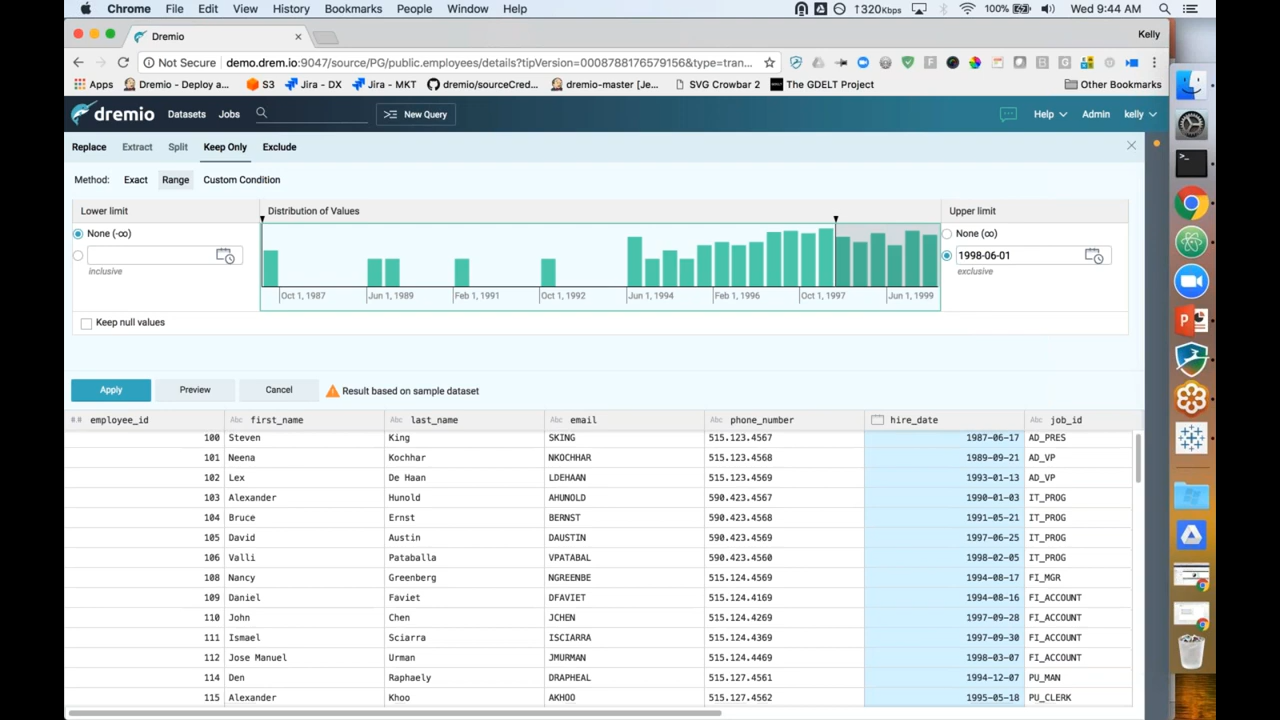 Chrome File Edit View History Bookmarks People Window Help ↑320Kbps 100% Wed 9:44 AM
Dremio × Kelly
Not Secure demo.drem.io:9047/source/PG/public.employees/details?tipVersion=0008788176579156&type=tran...
Apps Dremio - Deploy a... S3 Jira - DX Jira - MKT dremio/sourceCred... dremio-master [Je... SVG Crowbar 2 The GDELT Project Other Bookmarks
dremio Datasets Jobs New Query Help Admin kelly
Replace Extract Split Keep Only Exclude
Method: Exact Range Custom Condition
Lower limit Distribution of Values Upper limit
None (-∞) None (∞)
1998-06-01
inclusive exclusive
Oct 1, 1987 Jun 1, 1989 Feb 1, 1991 Oct 1, 1992 Jun 1, 1994 Feb 1, 1996 Oct 1, 1997 Jun 1, 1999
Keep null values
Apply Preview Cancel Result based on sample dataset
## employee_id Abc first_name Abc last_name Abc email Abc phone_number hire_date Abc job_id
100 Steven King SKING 515.123.4567 1987-06-17 AD_PRES
101 Neena Kochhar NKOCHHAR 515.123.4568 1989-09-21 AD_VP
102 Lex De Haan LDEHAAN 515.123.4569 1993-01-13 AD_VP
103 Alexander Hunold AHUNOLD 590.423.4567 1990-01-03 IT_PROG
104 Bruce Ernst BERNST 590.423.4568 1991-05-21 IT_PROG
105 David Austin DAUSTIN 590.423.4569 1997-06-25 IT_PROG
106 Valli Pataballa VPATABAL 590.423.4560 1998-02-05 IT_PROG
108 Nancy Greenberg NGREENBE 515.124.4569 1994-08-17 FI_MGR
109 Daniel Faviet DFAVIET 515.124.4169 1994-08-16 FI_ACCOUNT
110 John Chen JCHEN 515.124.4269 1997-09-28 FI_ACCOUNT
111 Ismael Sciarra ISCIARRA 515.124.4369 1997-09-30 FI_ACCOUNT
112 Jose Manuel Urman JMURMAN 515.124.4469 1998-03-07 FI_ACCOUNT
114 Den Raphaely DRAPHEAL 515.127.4561 1994-12-07 PU_MAN
115 Alexander Khoo AKHOO 515.127.4562 1995-05-18 PU_CLERK